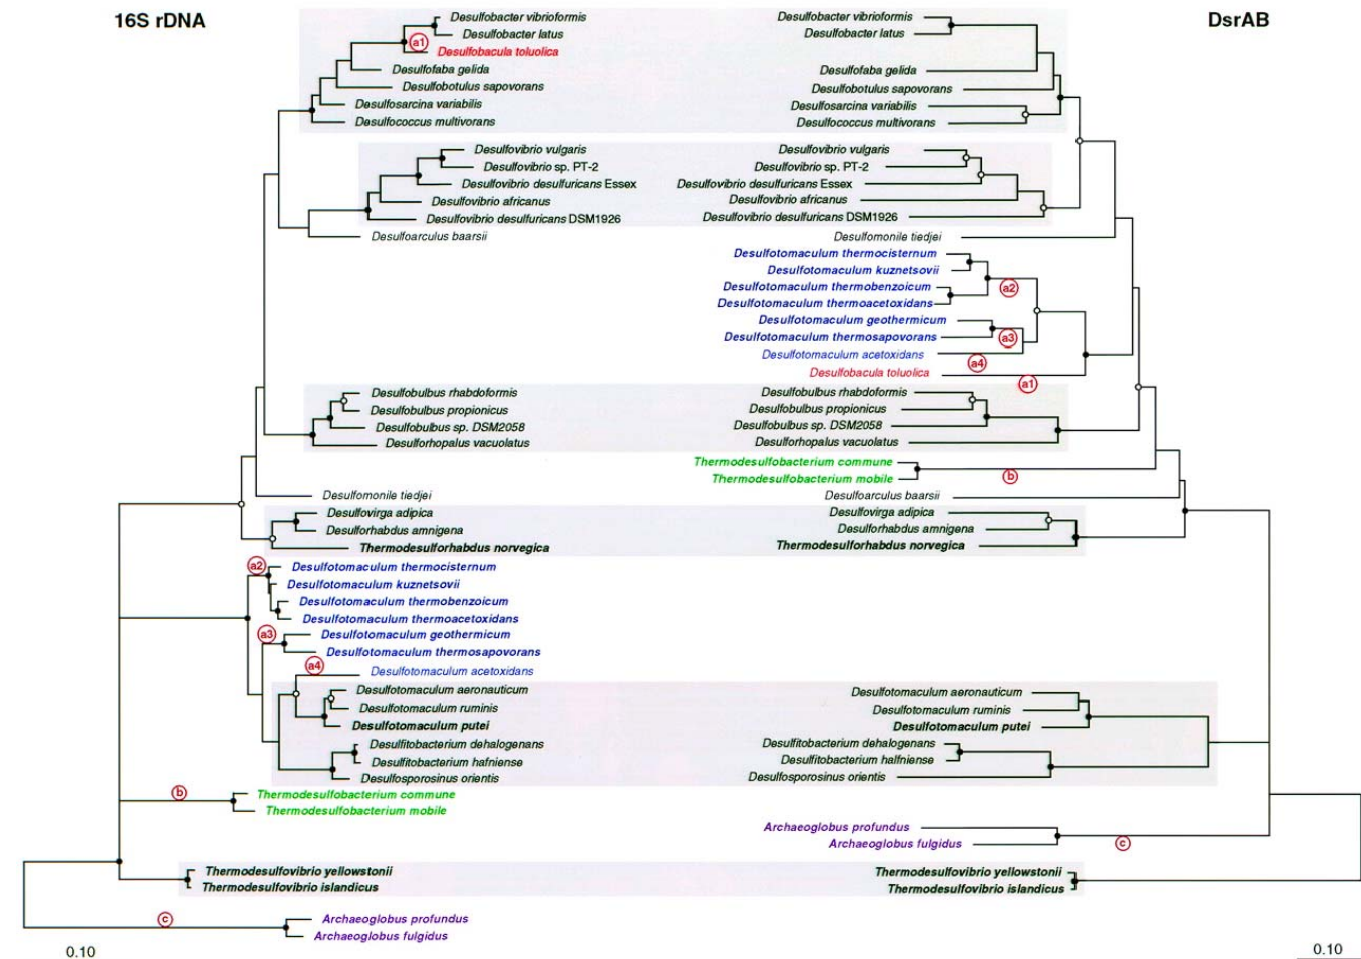 16S rDNA
DsrAB
Desulfobacter vibrioformis
Desulfobacter latus
a1
Desulfobacula toluolica
Desulfofaba gelida
Desulfobotulus sapovorans
Desulfosarcina variabilis
Desulfococcus multivorans
Desulfovibrio vulgaris
Desulfovibrio sp. PT-2
Desulfovibrio desulfuricans Essex
Desulfovibrio africanus
Desulfovibrio desulfuricans DSM1926
Desulfoarculus baarsii
Desulfobulbus rhabdoformis
Desulfobulbus propionicus
Desulfobulbus sp. DSM2058
Desulforhopalus vacuolatus
Desulfomonile tiedjei
Desulfovirga adipica
Desulforhabdus amnigena
Thermodesulforhabdus norvegica
a2
Desulfotomaculum thermocisternum
Desulfotomaculum kuznetsovii
Desulfotomaculum thermobenzoicum
Desulfotomaculum thermoacetoxidans
a3
Desulfotomaculum geothermicum
Desulfotomaculum thermosapovorans
a4
Desulfotomaculum acetoxidans
Desulfotomaculum aeronauticum
Desulfotomaculum ruminis
Desulfotomaculum putei
Desulfitobacterium dehalogenans
Desulfitobacterium hafniense
Desulfosporosinus orientis
b
Thermodesulfobacterium commune
Thermodesulfobacterium mobile
Thermodesulfovibrio yellowstonii
Thermodesulfovibrio islandicus
c
Archaeoglobus profundus
Archaeoglobus fulgidus
0.10
Desulfobacter vibrioformis
Desulfobacter latus
Desulfofaba gelida
Desulfobotulus sapovorans
Desulfosarcina variabilis
Desulfococcus multivorans
Desulfovibrio vulgaris
Desulfovibrio sp. PT-2
Desulfovibrio desulfuricans Essex
Desulfovibrio africanus
Desulfovibrio desulfuricans DSM1926
Desulfomonile tiedjei
Desulfotomaculum thermocisternum
Desulfotomaculum kuznetsovii
Desulfotomaculum thermobenzoicum
a2
Desulfotomaculum thermoacetoxidans
Desulfotomaculum geothermicum
Desulfotomaculum thermosapovorans
a3
Desulfotomaculum acetoxidans
a4
Desulfobacula toluolica
a1
Desulfobulbus rhabdoformis
Desulfobulbus propionicus
Desulfobulbus sp. DSM2058
Desulforhopalus vacuolatus
Thermodesulfobacterium commune
Thermodesulfobacterium mobile
b
Desulfoarculus baarsii
Desulfovirga adipica
Desulforhabdus amnigena
Thermodesulforhabdus norvegica
Desulfotomaculum aeronauticum
Desulfotomaculum ruminis
Desulfotomaculum putei
Desulfitobacterium dehalogenans
Desulfitobacterium halfniense
Desulfosporosinus orientis
Archaeoglobus profundus
Archaeoglobus fulgidus
c
Thermodesulfovibrio yellowstonii
Thermodesulfovibrio islandicus
0.10